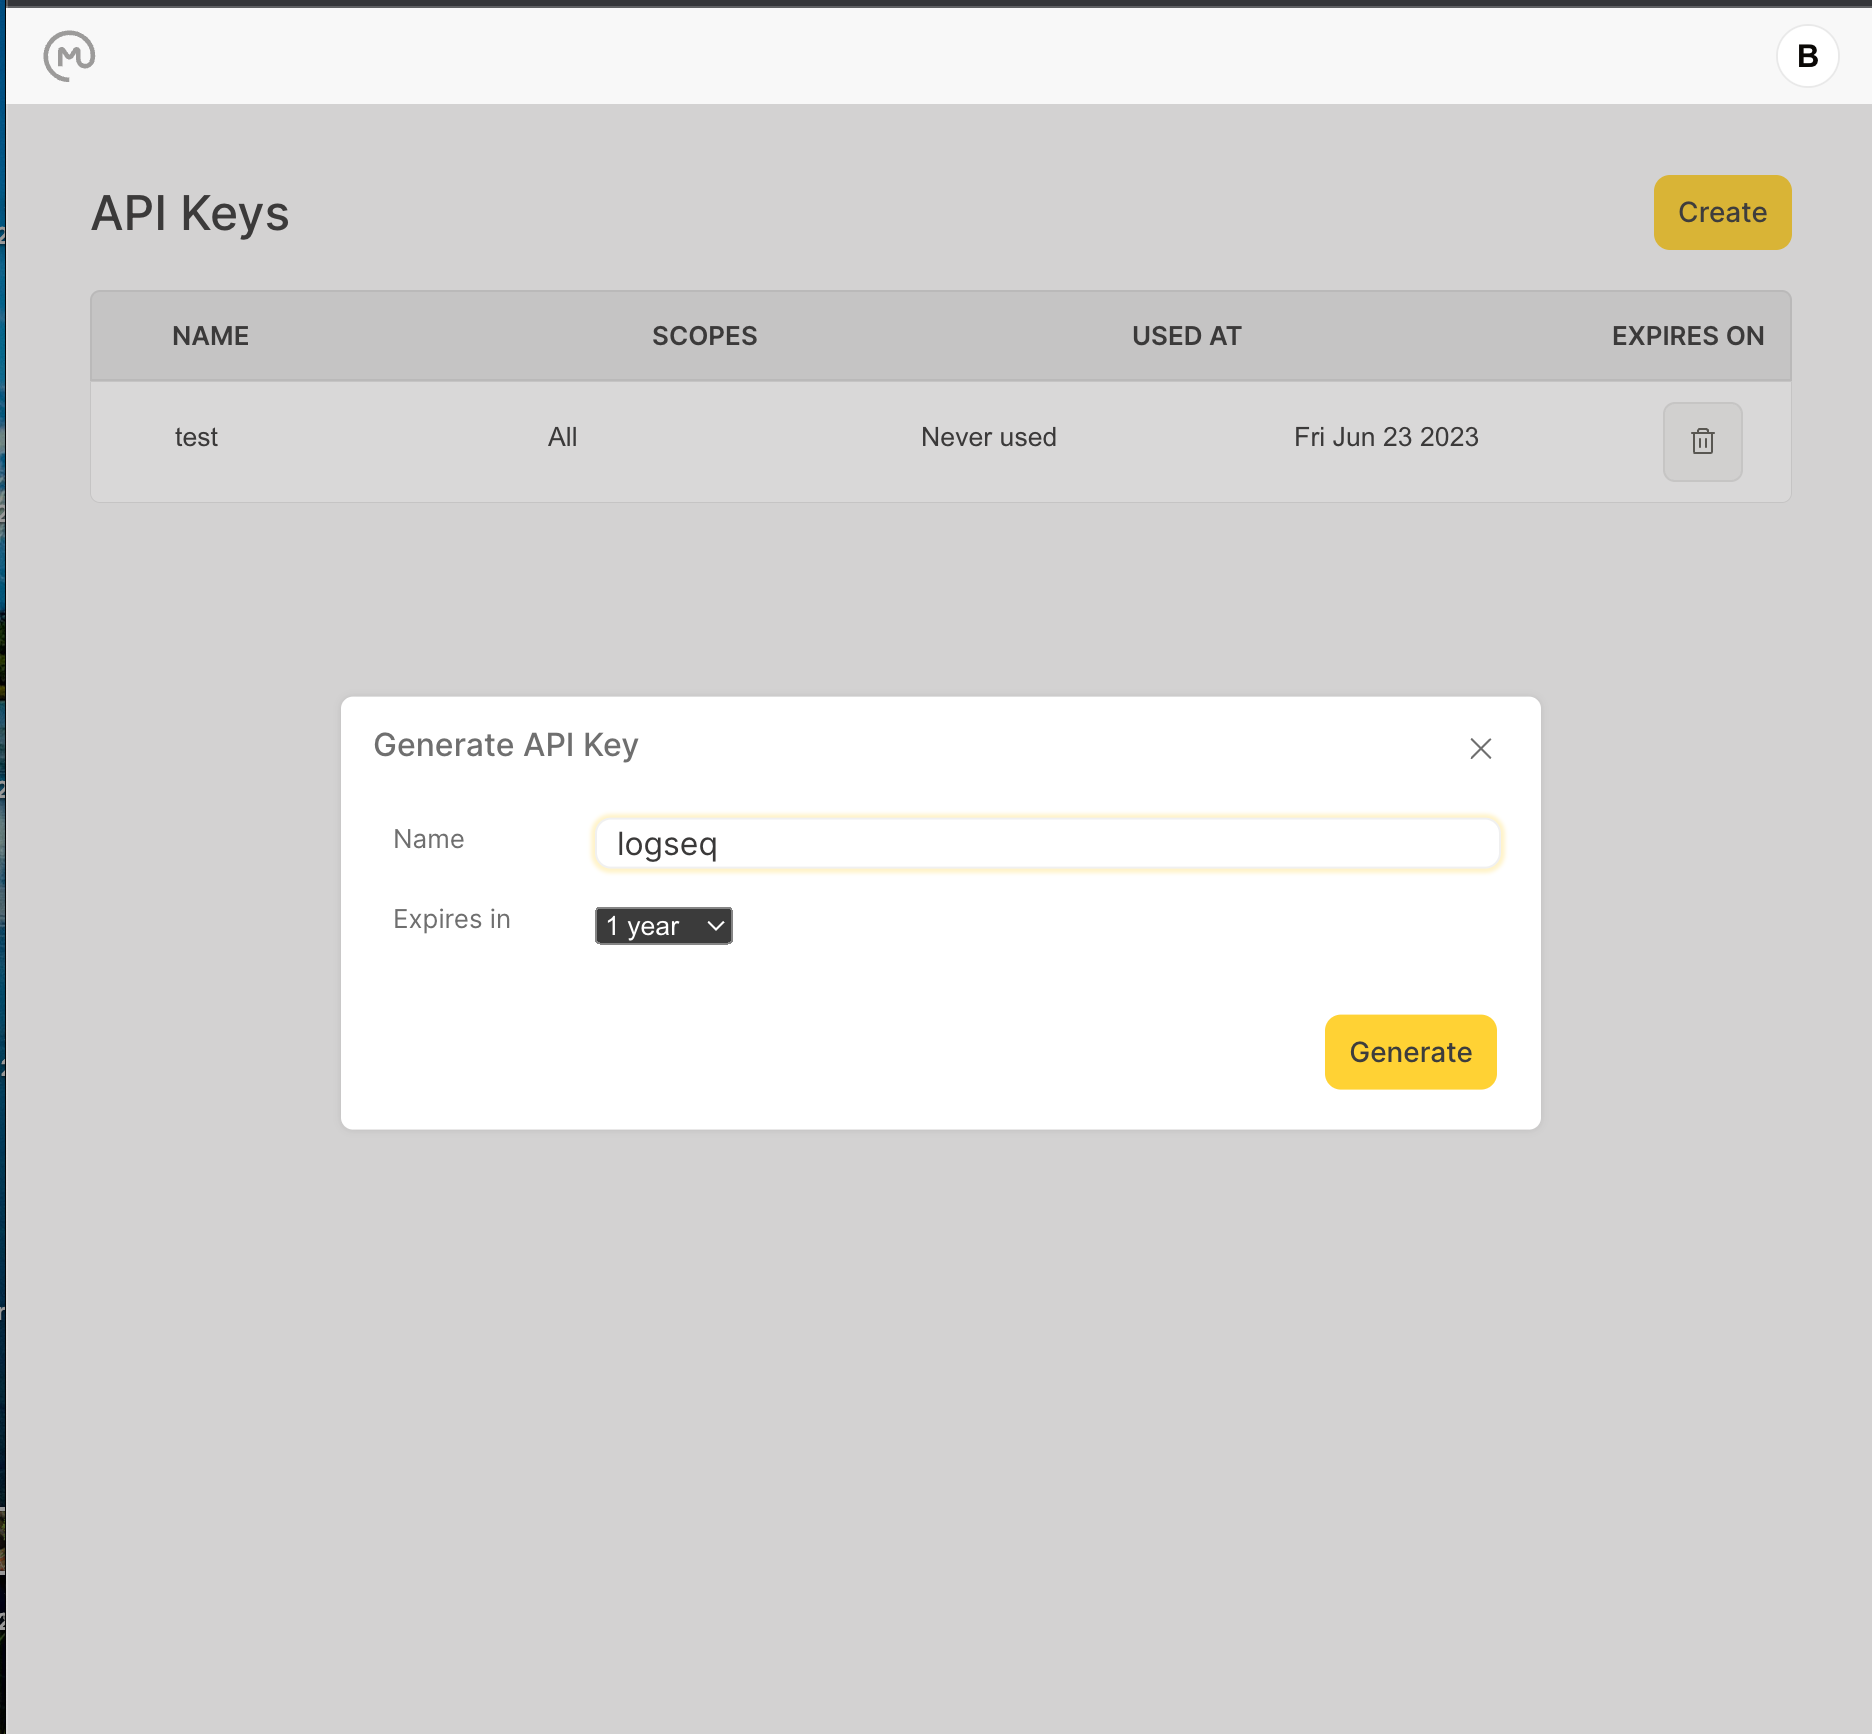 B
API Keys
Create
NAME SCOPES USED AT EXPIRES ON
test All Never used Fri Jun 23 2023
Generate API Key
Name logseq
Expires in 1 year
Generate